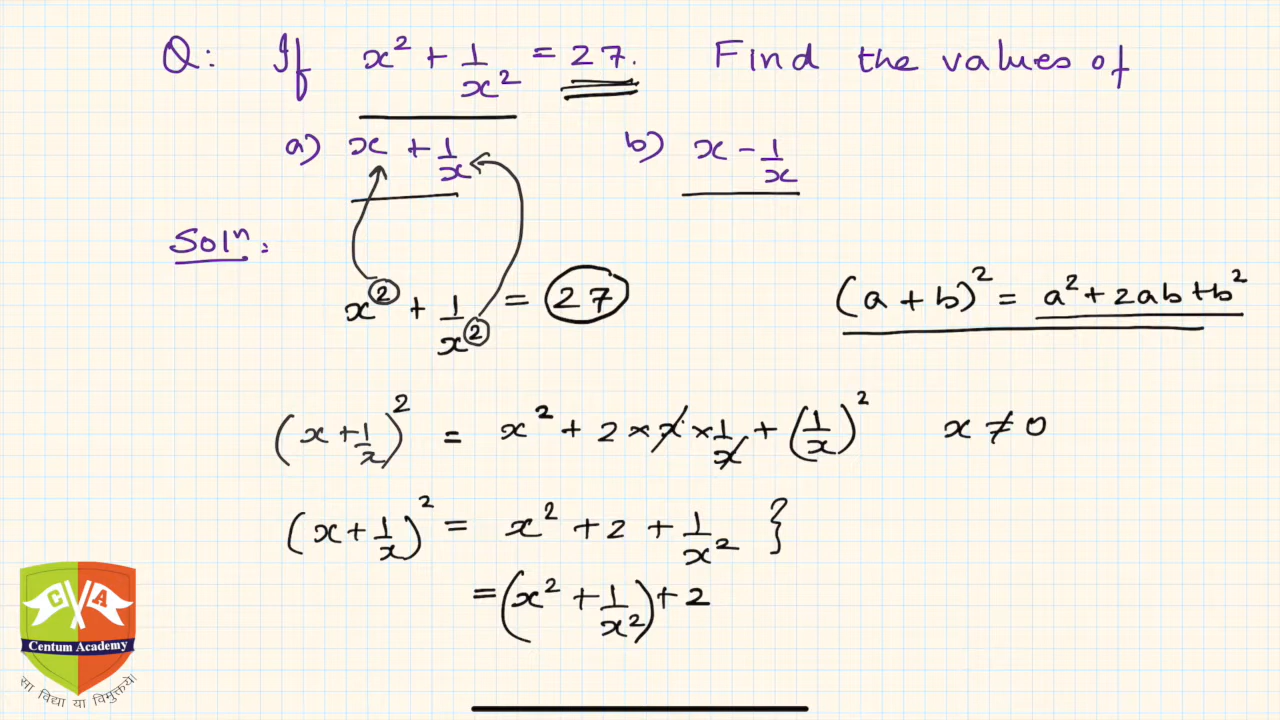 Q: If x² + 1/x² = 27. Find the values of
a) x + 1/x b) x - 1/x
Solⁿ:
x² + 1/x² = 27
(a + b)² = a² + 2ab + b²
(x + 1/x)² = x² + 2 × x × 1/x + (1/x)² x ≠ 0
(x + 1/x)² = x² + 2 + 1/x² }
= (x² + 1/x²) + 2
C A
Centum Academy
सा विद्या या विमुक्तये